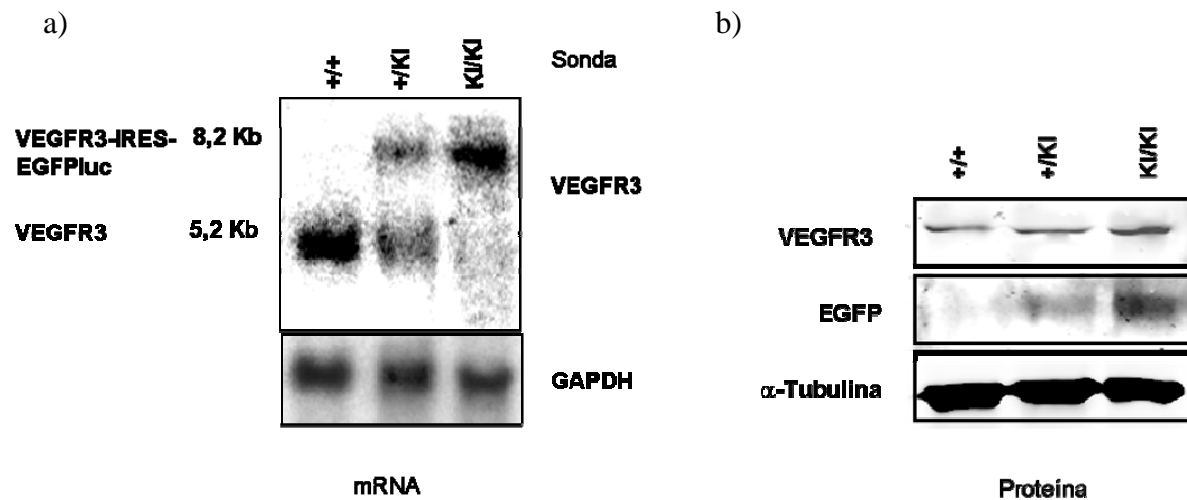 a)
+/+ +/KI KI/KI Sonda
VEGFR3-IRES- 8,2 Kb
EGFPluc
VEGFR3
VEGFR3 5,2 Kb
GAPDH
mRNA
b)
+/+ +/KI KI/KI
VEGFR3
EGFP
α-Tubulina
Proteína